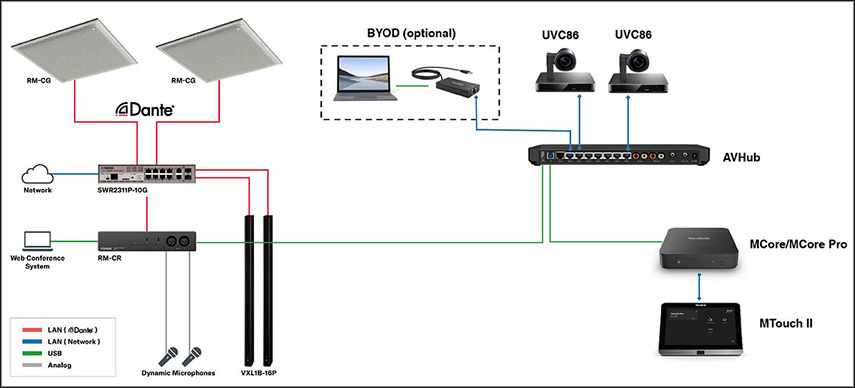 BYOD (optional)
UVC86
UVC86
RM-CG
RM-CG
Dante
AVHub
Network
SWR2311P-10G
Web Conference
System
RM-CR
MCore/MCore Pro
Yealink
MTouch II
LAN ( Dante )
LAN ( Network )
USB
Analog
Dynamic Microphones
VXL1B-16P